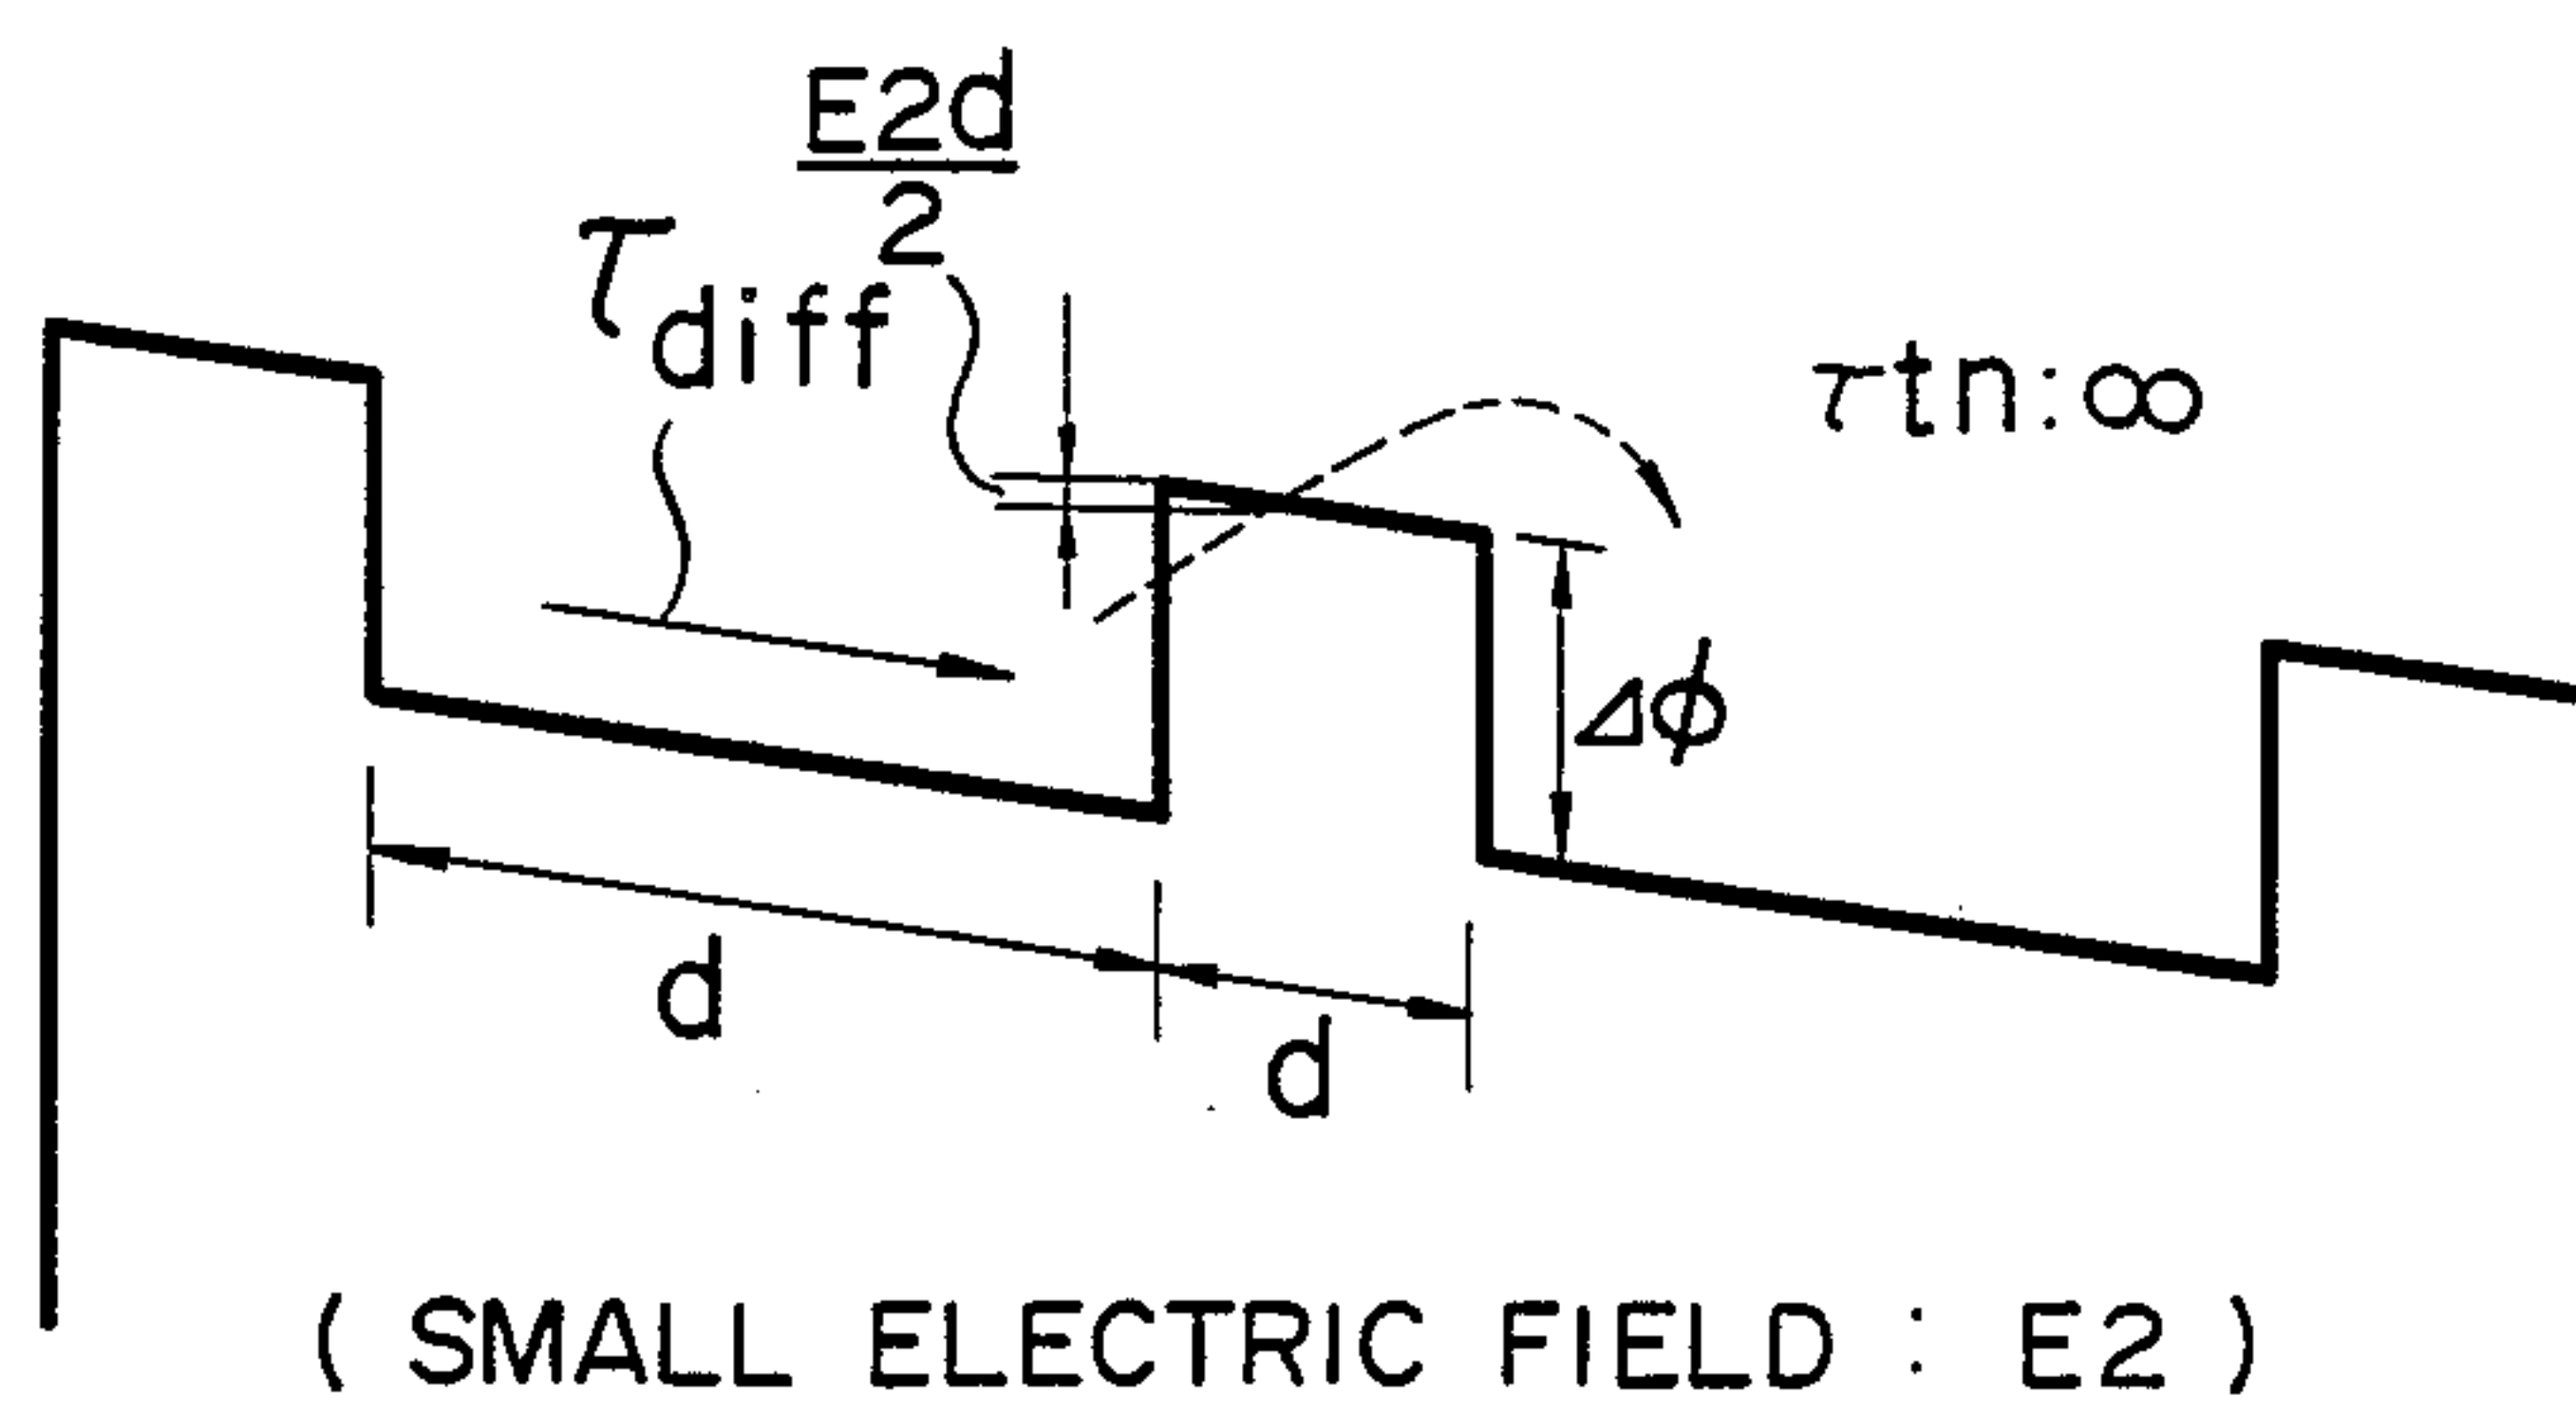 E2d
2
τdiff
τtn:∞
Δφ
d
d
( SMALL ELECTRIC FIELD : E2 )